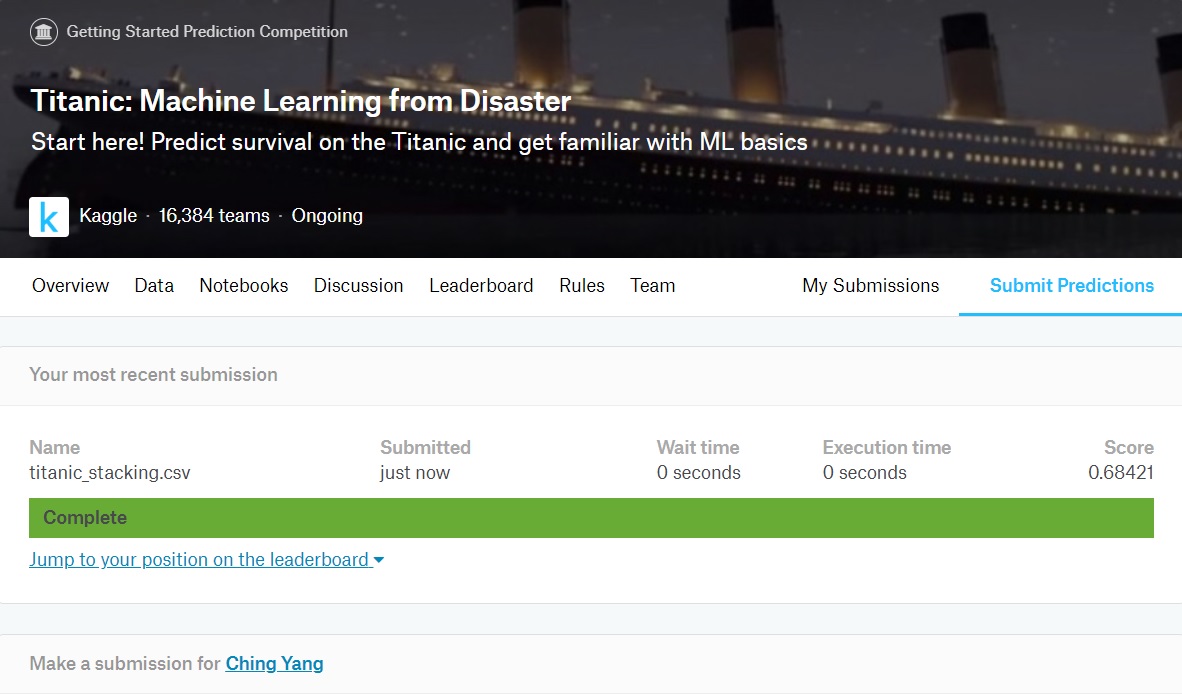 Getting Started Prediction Competition
Titanic: Machine Learning from Disaster
Start here! Predict survival on the Titanic and get familiar with ML basics
k Kaggle · 16,384 teams · Ongoing
Overview Data Notebooks Discussion Leaderboard Rules Team My Submissions Submit Predictions
Your most recent submission
Name Submitted Wait time Execution time Score
titanic_stacking.csv just now 0 seconds 0 seconds 0.68421
Complete
Jump to your position on the leaderboard
Make a submission for Ching Yang